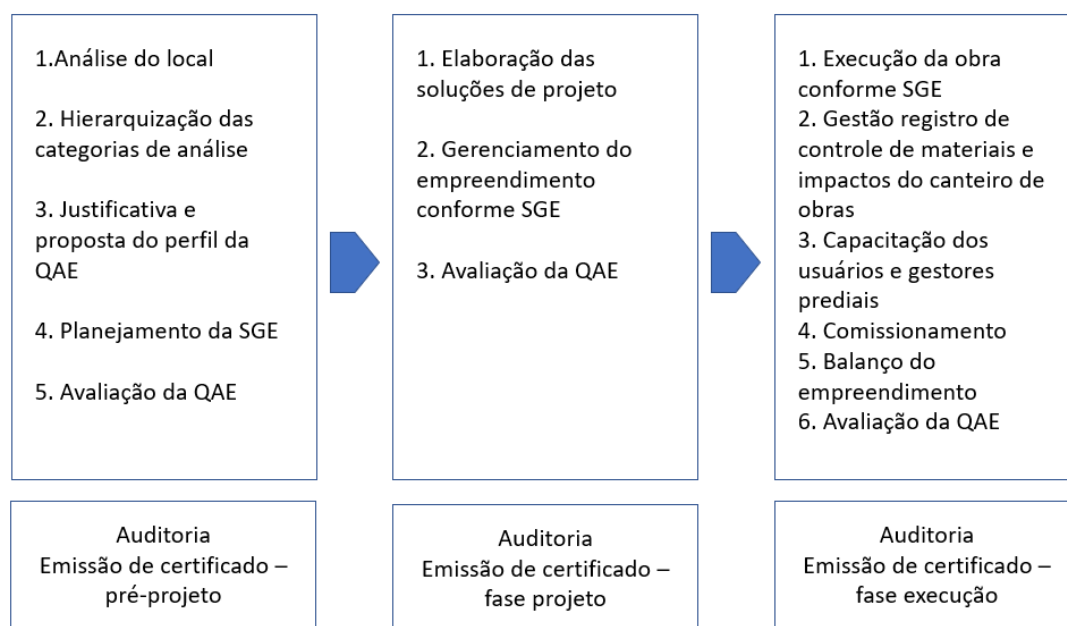 1.Análise do local
2. Hierarquização das
categorias de análise
3. Justificativa e
proposta do perfil da
QAE
4. Planejamento da SGE
5. Avaliação da QAE
1. Elaboração das
soluções de projeto
2. Gerenciamento do
empreendimento
conforme SGE
3. Avaliação da QAE
1. Execução da obra
conforme SGE
2. Gestão registro de
controle de materiais e
impactos do canteiro de
obras
3. Capacitação dos
usuários e gestores
prediais
4. Comissionamento
5. Balanço do
empreendimento
6. Avaliação da QAE
Auditoria
Emissão de certificado –
pré-projeto
Auditoria
Emissão de certificado –
fase projeto
Auditoria
Emissão de certificado –
fase execução